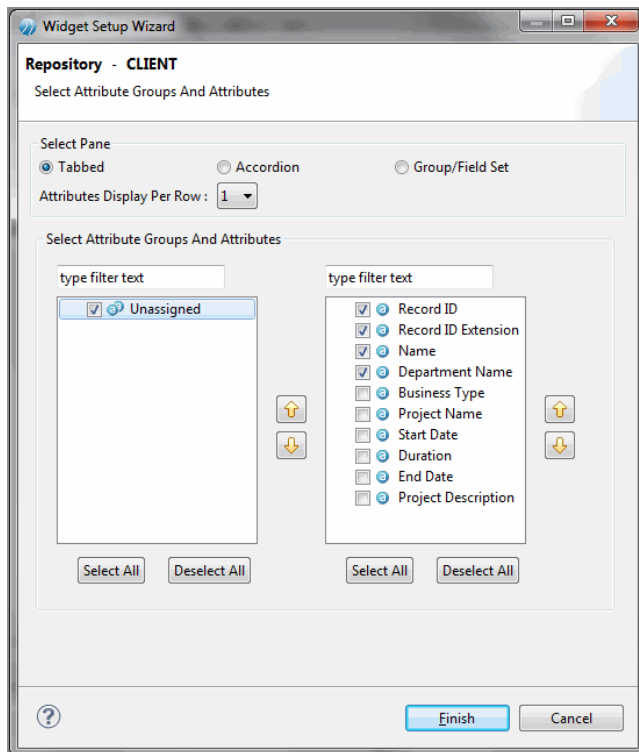 Widget Setup Wizard
Repository - CLIENT
Select Attribute Groups And Attributes
Select Pane
Tabbed Accordion Group/Field Set
Attributes Display Per Row : 1
Select Attribute Groups And Attributes
type filter text type filter text
Unassigned Record ID
Record ID Extension
Name
Department Name
Business Type
Project Name
Start Date
Duration
End Date
Project Description
Select All Deselect All Select All Deselect All
? Finish Cancel